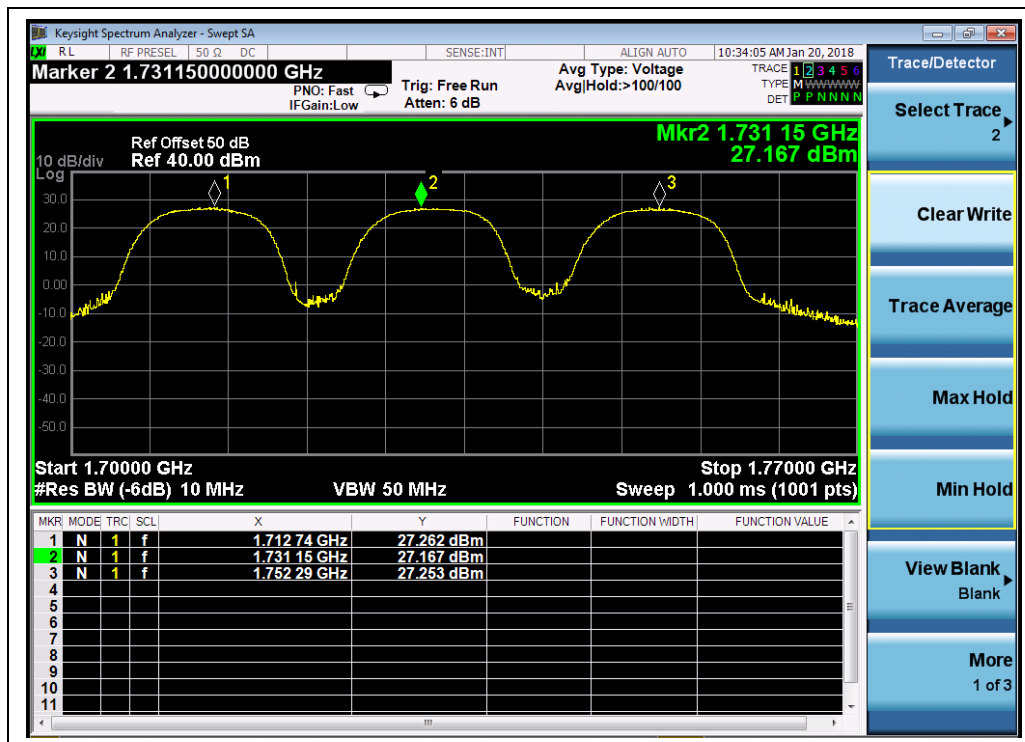 Keysight Spectrum Analyzer - Swept SA
LXI RL RF PRESEL 50 Ω DC SENSE:INT ALIGN AUTO 10:34:05 AM Jan 20, 2018
Marker 2 1.731150000000 GHz
PNO: Fast
IFGain:Low
Trig: Free Run
Atten: 6 dB
Avg Type: Voltage
Avg|Hold:>100/100
TRACE 1 2 3 4 5 6
TYPE M W W W W W
DET P P N N N N
Mkr2 1.731 15 GHz
27.167 dBm
Ref Offset 50 dB
10 dB/div Ref 40.00 dBm
Log
1
2
3
30.0
20.0
10.0
0.00
-10.0
-20.0
-30.0
-40.0
-50.0
Start 1.70000 GHz Stop 1.77000 GHz
#Res BW (-6dB) 10 MHz VBW 50 MHz Sweep 1.000 ms (1001 pts)
MKR MODE TRC SCL X Y FUNCTION FUNCTION WIDTH FUNCTION VALUE
1 N 1 f 1.712 74 GHz 27.262 dBm
2 N 1 f 1.731 15 GHz 27.167 dBm
3 N 1 f 1.752 29 GHz 27.253 dBm
4
5
6
7
8
9
10
11
Trace/Detector
Select Trace
2
Clear Write
Trace Average
Max Hold
Min Hold
View Blank
Blank
More
1 of 3